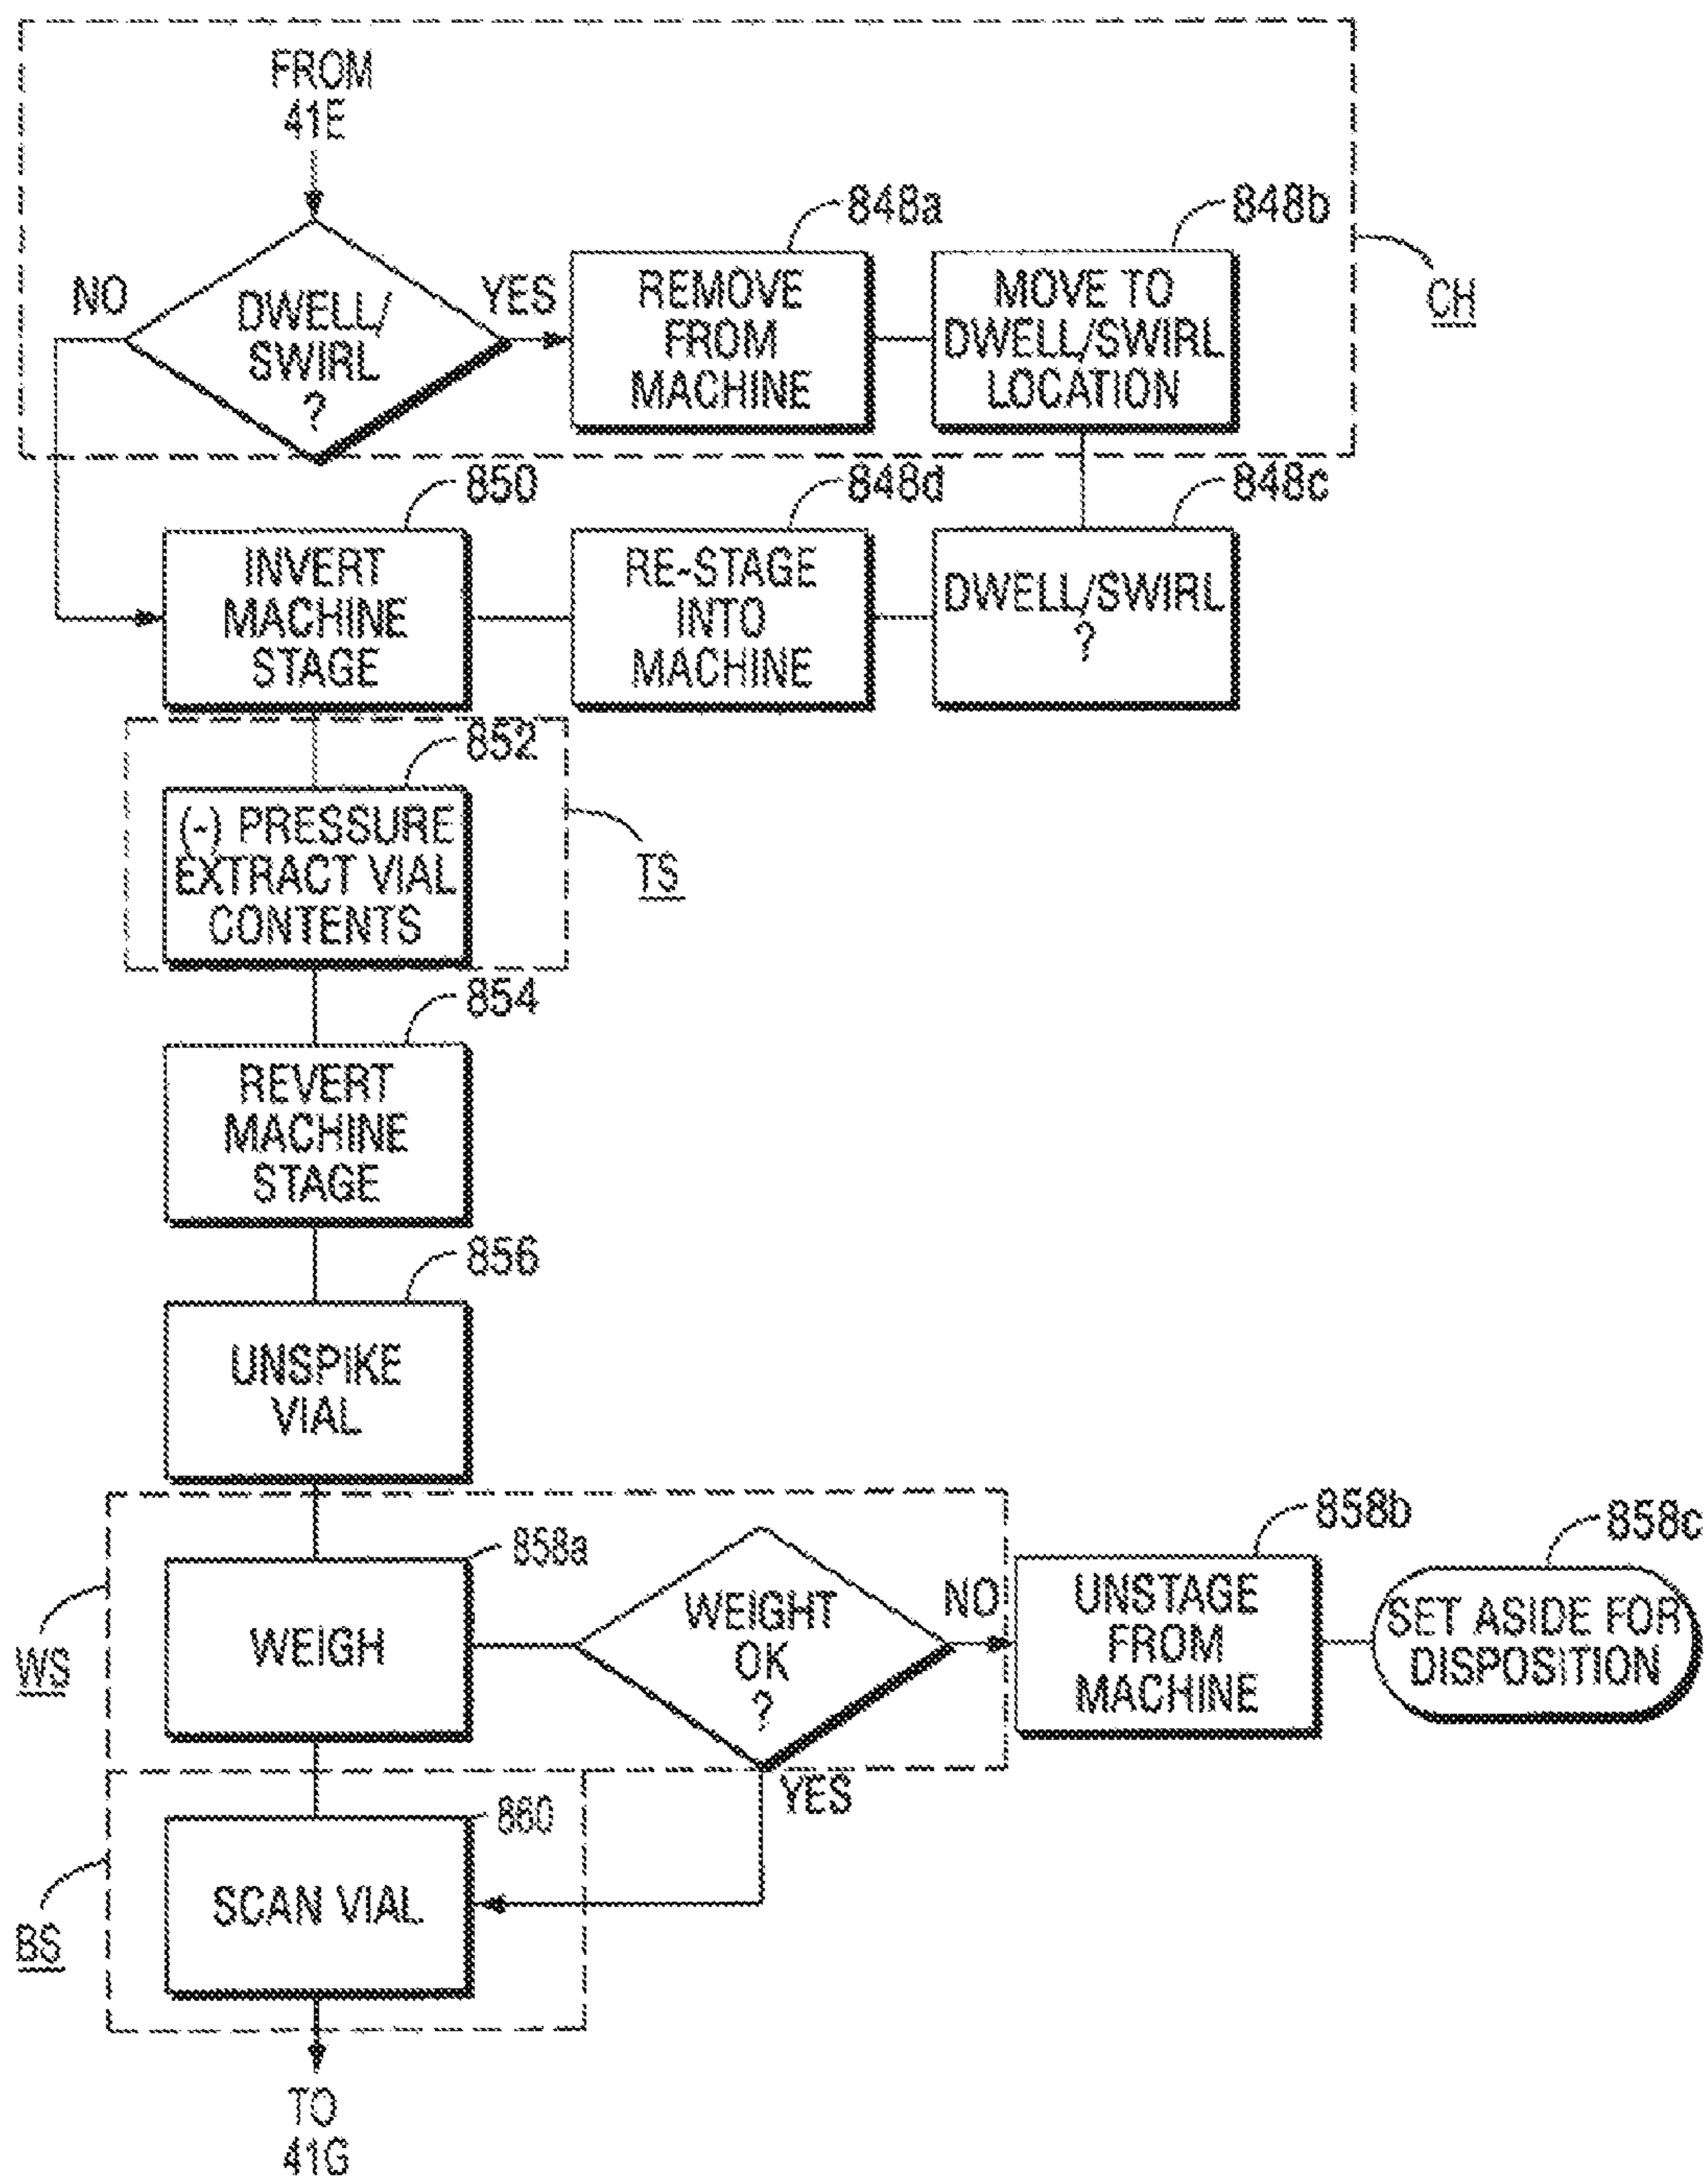 FROM
41E
NO
DWELL/
SWIRL
?
YES
848a
REMOVE
FROM
MACHINE
848b
MOVE TO
DWELL/SWIRL
LOCATION
CH
850
INVERT
MACHINE
STAGE
848d
RE-STAGE
INTO
MACHINE
848c
DWELL/SWIRL
?
852
(-) PRESSURE
EXTRACT VIAL
CONTENTS
TS
854
REVERT
MACHINE
STAGE
856
UNSPIKE
VIAL
WS
858a
WEIGH
WEIGHT
OK
?
NO
858b
UNSTAGE
FROM
MACHINE
858c
SET ASIDE FOR
DISPOSITION
YES
BS
860
SCAN VIAL
TO
41G